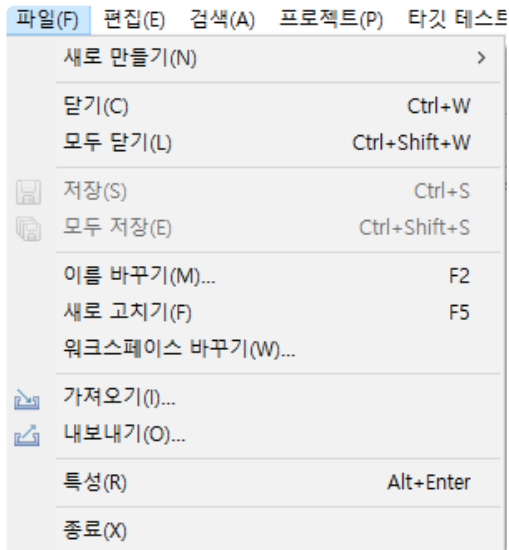 파일(F) 편집(E) 검색(A) 프로젝트(P) 타깃 테스트
새로 만들기(N) >
닫기(C) Ctrl+W
모두 닫기(L) Ctrl+Shift+W
저장(S) Ctrl+S
모두 저장(E) Ctrl+Shift+S
이름 바꾸기(M)... F2
새로 고치기(F) F5
워크스페이스 바꾸기(W)...
가져오기(I)...
내보내기(O)...
특성(R) Alt+Enter
종료(X)